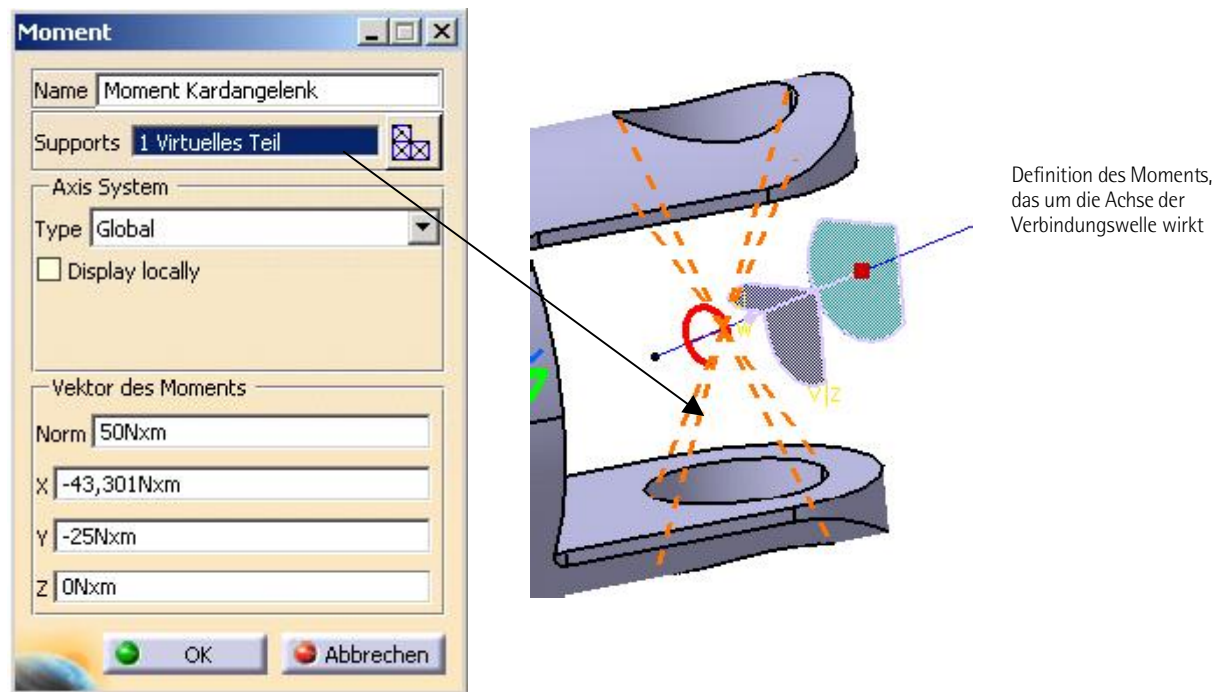 Moment
Name Moment Kardangelenk
Supports 1 Virtuelles Teil
Axis System
Type Global
Display locally
Vektor des Moments
Norm 50Nxm
X -43,301Nxm
Y -25Nxm
Z 0Nxm
OK Abbrechen
W
V|Z
Definition des Moments,
das um die Achse der
Verbindungswelle wirkt